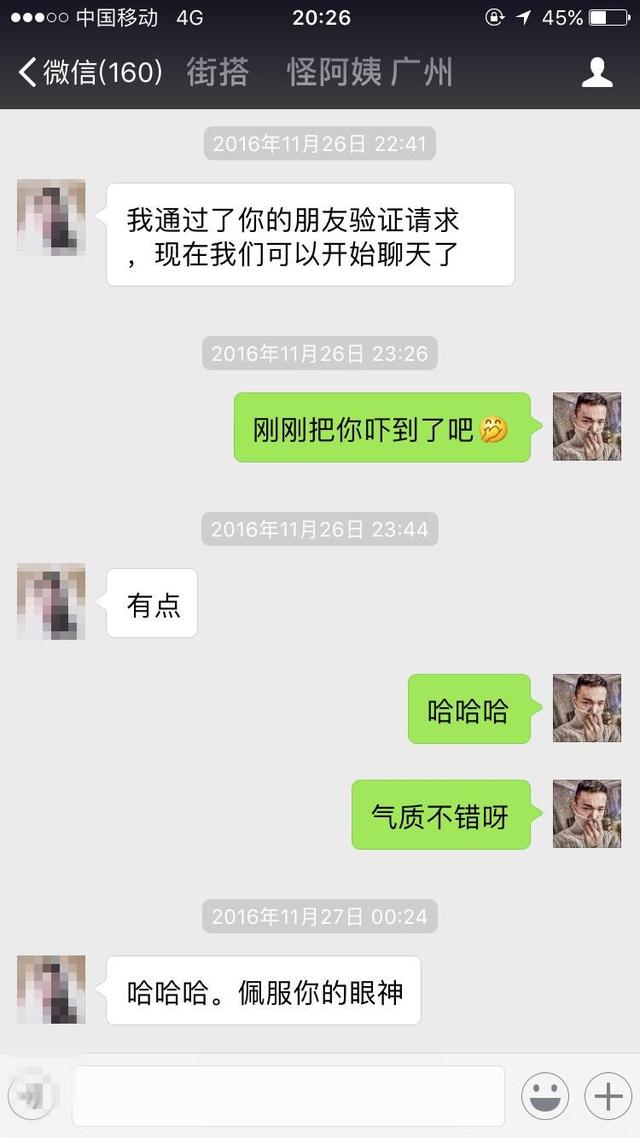 中国移动 4G 20:26 45%
微信(160) 街搭 怪阿姨 广州
2016年11月26日 22:41
我通过了你的朋友验证请求
，现在我们可以开始聊天了
2016年11月26日 23:26
刚刚把你吓到了吧🤭
2016年11月26日 23:44
有点
哈哈哈
气质不错呀
2016年11月27日 00:24
哈哈哈。佩服你的眼神